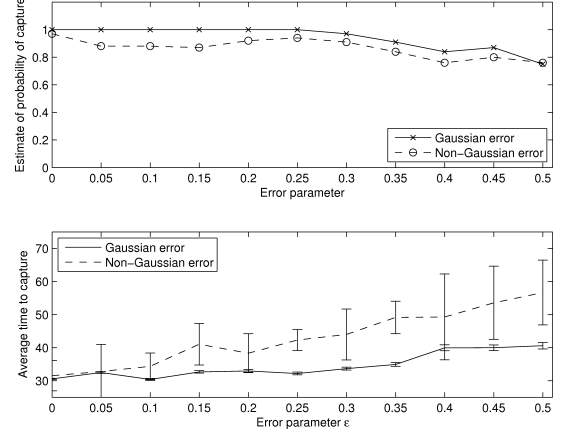 Estimate of probability of capture
1
0.8
0.6
0.4
0.2
0
Gaussian error
Non-Gaussian error
0 0.05 0.1 0.15 0.2 0.25 0.3 0.35 0.4 0.45 0.5
Error parameter
Average time to capture
70
60
50
40
30
Gaussian error
Non-Gaussian error
0 0.05 0.1 0.15 0.2 0.25 0.3 0.35 0.4 0.45 0.5
Error parameter ε